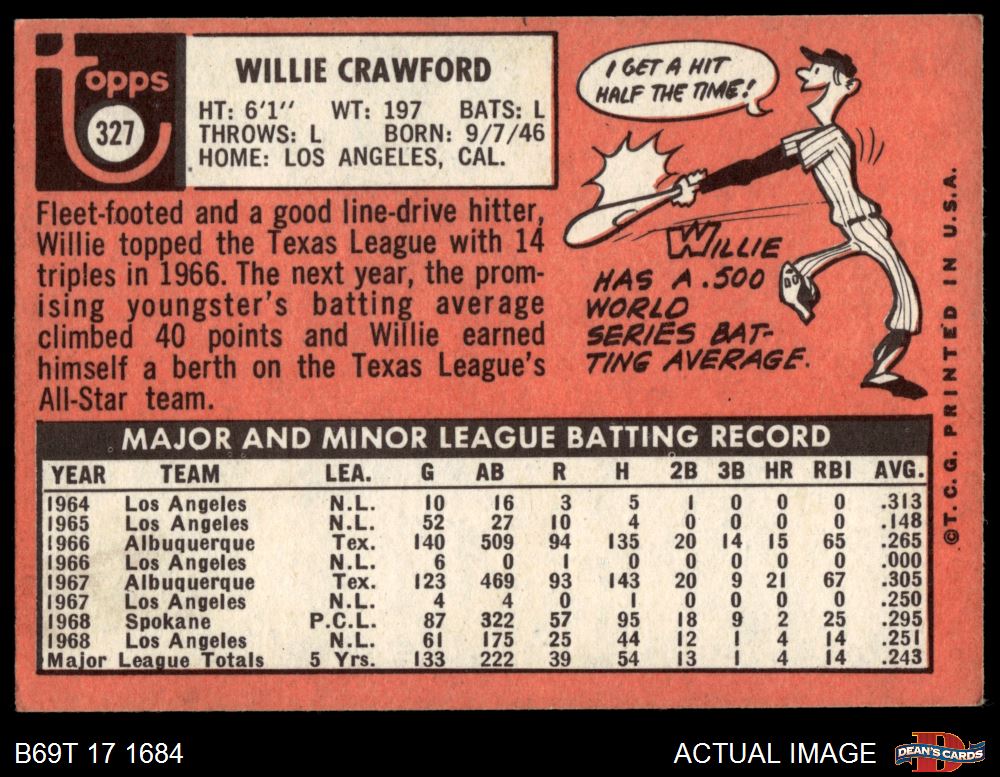 Topps
327
WILLIE CRAWFORD
HT: 6'1" WT: 197 BATS: L
THROWS: L BORN: 9/7/46
HOME: LOS ANGELES, CAL.
Fleet-footed and a good line-drive hitter,
Willie topped the Texas League with 14
triples in 1966. The next year, the prom-
ising youngster's batting average
climbed 40 points and Willie earned
himself a berth on the Texas League's
All-Star team.
I GET A HIT
HALF THE TIME!
WILLIE
HAS A .500
WORLD
SERIES BAT-
TING AVERAGE.
©T.C.G. PRINTED IN U.S.A.
MAJOR AND MINOR LEAGUE BATTING RECORD
YEAR TEAM LEA. G AB R H 2B 3B HR RBI AVG.
1964 Los Angeles N.L. 10 16 3 5 1 0 0 0 .313
1965 Los Angeles N.L. 52 27 10 4 0 0 0 0 .148
1966 Albuquerque Tex. 140 509 94 135 20 14 15 65 .265
1966 Los Angeles N.L. 6 0 1 0 0 0 0 0 .000
1967 Albuquerque Tex. 123 469 93 143 20 9 21 67 .305
1967 Los Angeles N.L. 4 4 0 1 0 0 0 0 .250
1968 Spokane P.C.L. 87 322 57 95 18 9 2 25 .295
1968 Los Angeles N.L. 61 175 25 44 12 1 4 14 .251
Major League Totals 5 Yrs. 133 222 39 54 13 1 4 14 .243
B69T 17 1684
ACTUAL IMAGE
D
DEAN'S CARDS